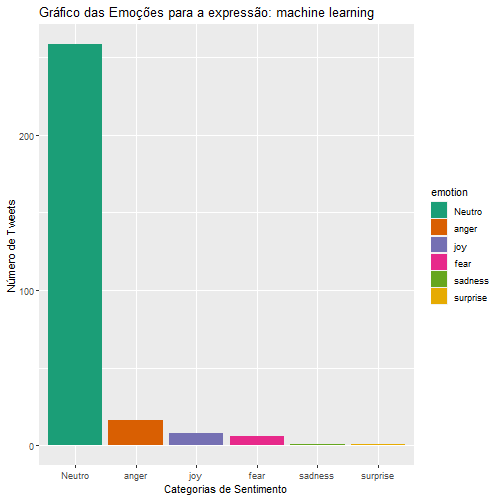 Gráfico das Emoções para a expressão: machine learning
Número de Tweets
200
100
0
Neutro anger joy fear sadness surprise
Categorias de Sentimento
emotion
Neutro
anger
joy
fear
sadness
surprise